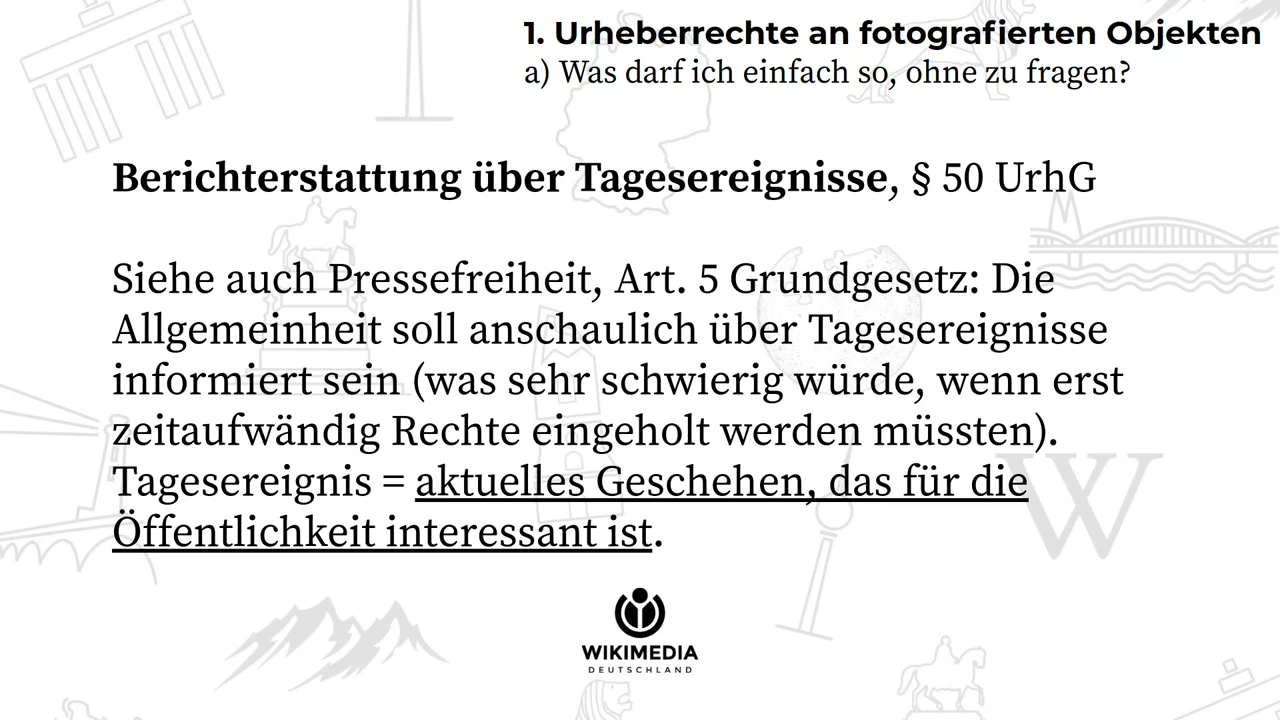 1. Urheberrechte an fotografierten Objekten
a) Was darf ich einfach so, ohne zu fragen?
Berichterstattung über Tagesereignisse, § 50 UrhG
Siehe auch Pressefreiheit, Art. 5 Grundgesetz: Die
Allgemeinheit soll anschaulich über Tagesereignisse
informiert sein (was sehr schwierig würde, wenn erst
zeitaufwändig Rechte eingeholt werden müssten).
Tagesereignis = aktuelles Geschehen, das für die
Öffentlichkeit interessant ist.
W
WIKIMEDIA
DEUTSCHLAND